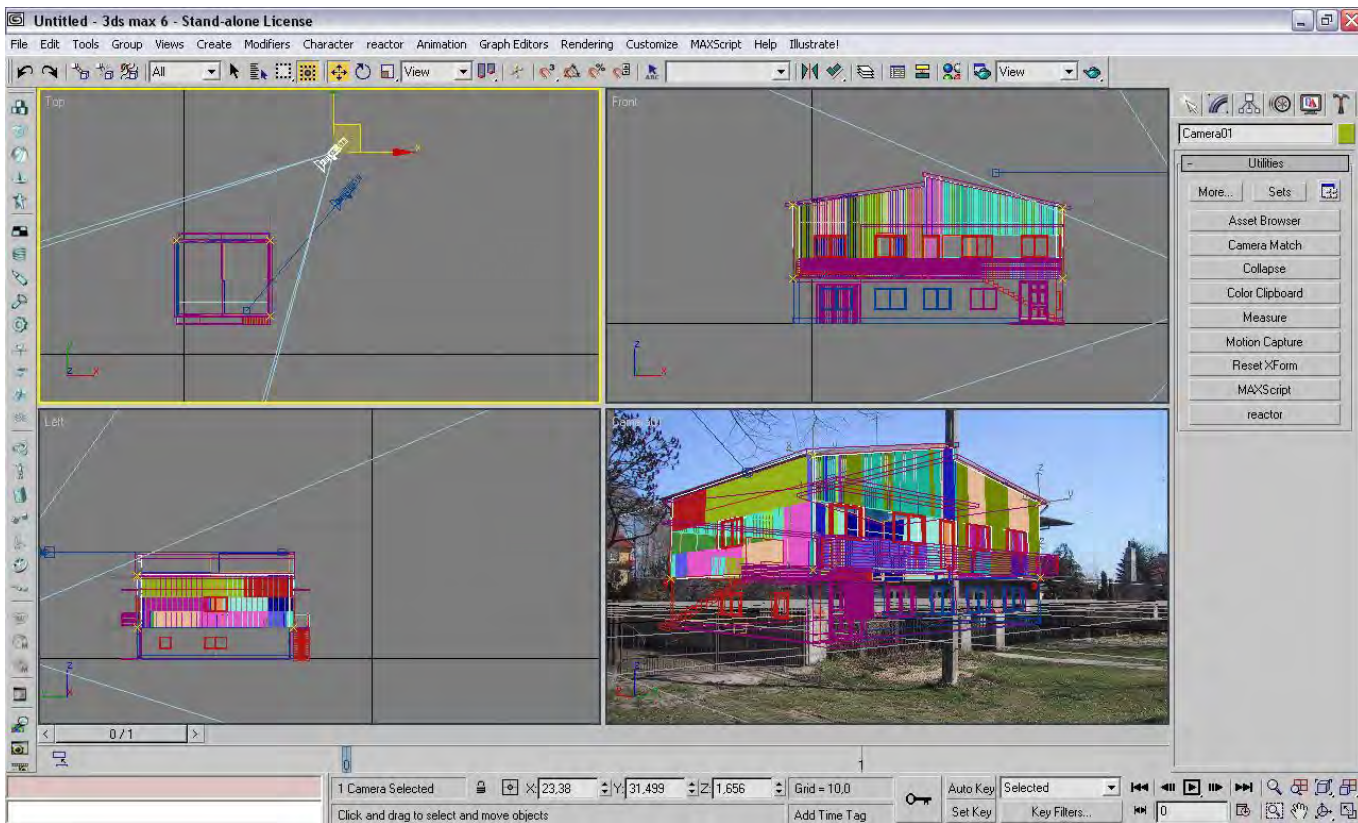 Untitled - 3ds max 6 - Stand-alone License
File Edit Tools Group Views Create Modifiers Character reactor Animation Graph Editors Rendering Customize MAXScript Help Illustrate!
All View ABC View
Top
Front
Camera01
- Utilities
More... Sets
Asset Browser
Camera Match
Collapse
Color Clipboard
Measure
Motion Capture
Reset XForm
MAXScript
reactor
Left
Camera01
< 0 / 1 >
0 1
1 Camera Selected X: 23,38 Y: 31,499 Z: 1,656 Grid = 10,0 Auto Key Selected
Click and drag to select and move objects Add Time Tag Set Key Key Filters... 0